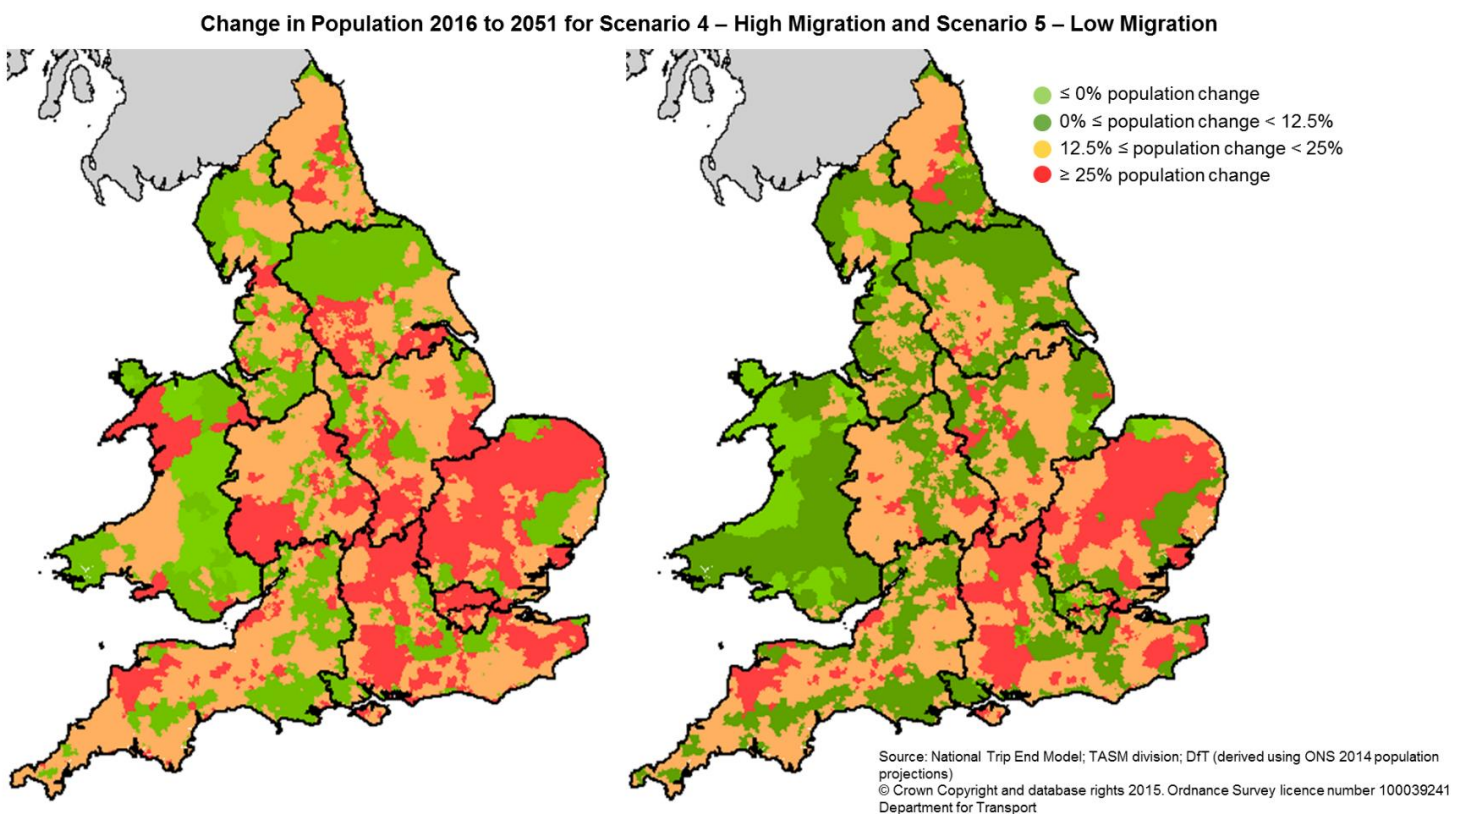 Change in Population 2016 to 2051 for Scenario 4 – High Migration and Scenario 5 – Low Migration
≤ 0% population change
0% ≤ population change < 12.5%
12.5% ≤ population change < 25%
≥ 25% population change
Source: National Trip End Model; TASM division; DfT (derived using ONS 2014 population
projections)
© Crown Copyright and database rights 2015. Ordnance Survey licence number 100039241
Department for Transport